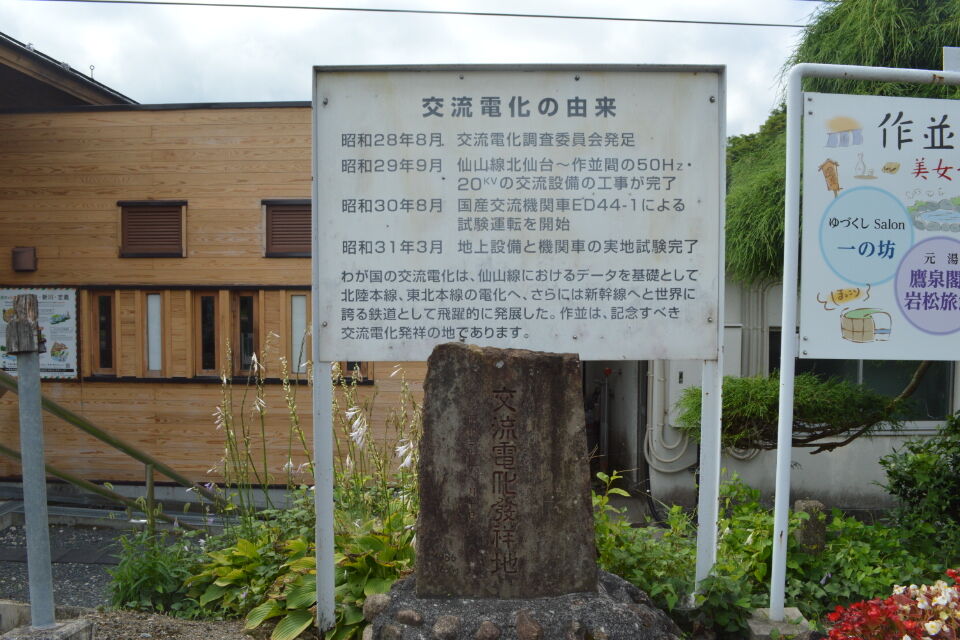 交流電化の由来
昭和28年8月 交流電化調査委員会発足
昭和29年9月 仙山線北仙台～作並間の50Hz・
20KVの交流設備の工事が完了
昭和30年8月 国産交流機関車ED44-1による
試験運転を開始
昭和31年3月 地上設備と機関車の実地試験完了
わが国の交流電化は、仙山線におけるデータを基礎として
北陸本線、東北本線の電化へ、さらには新幹線へと世界に
誇る鉄道として飛躍的に発展した。作並は、記念すべき
交流電化発祥の地であります。
交流電化發祥地
作並
美女
ゆづくし Salon
一の坊
元湯
鷹泉閣
岩松旅
ほっこり